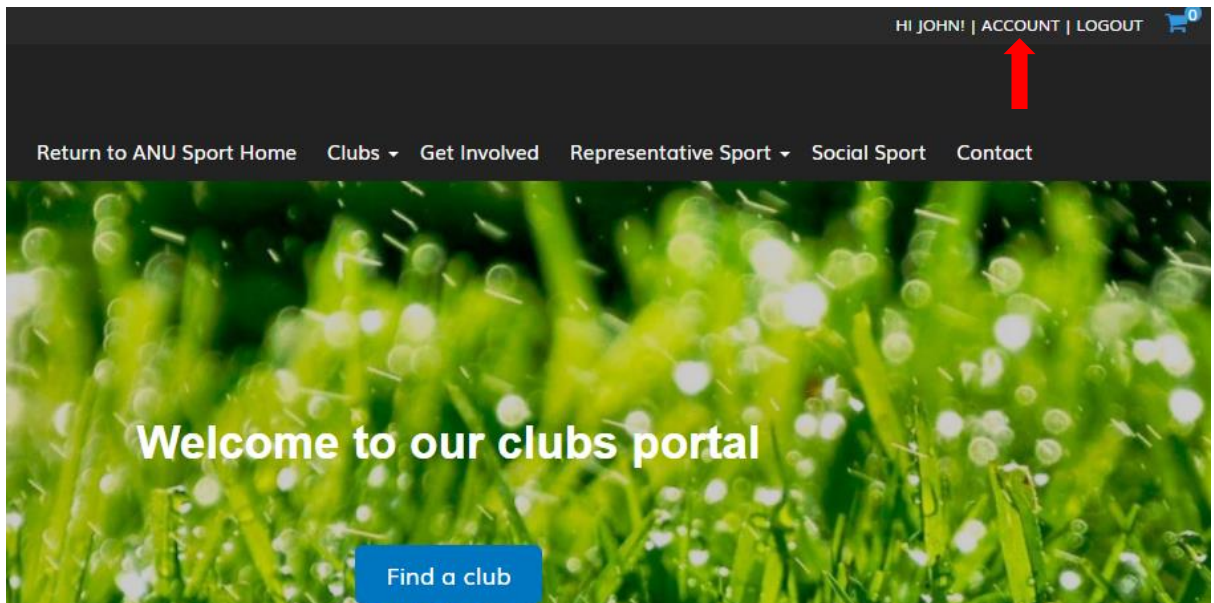 HI JOHN! | ACCOUNT | LOGOUT 0
Return to ANU Sport Home Clubs Get Involved Representative Sport Social Sport Contact
Welcome to our clubs portal
Find a club